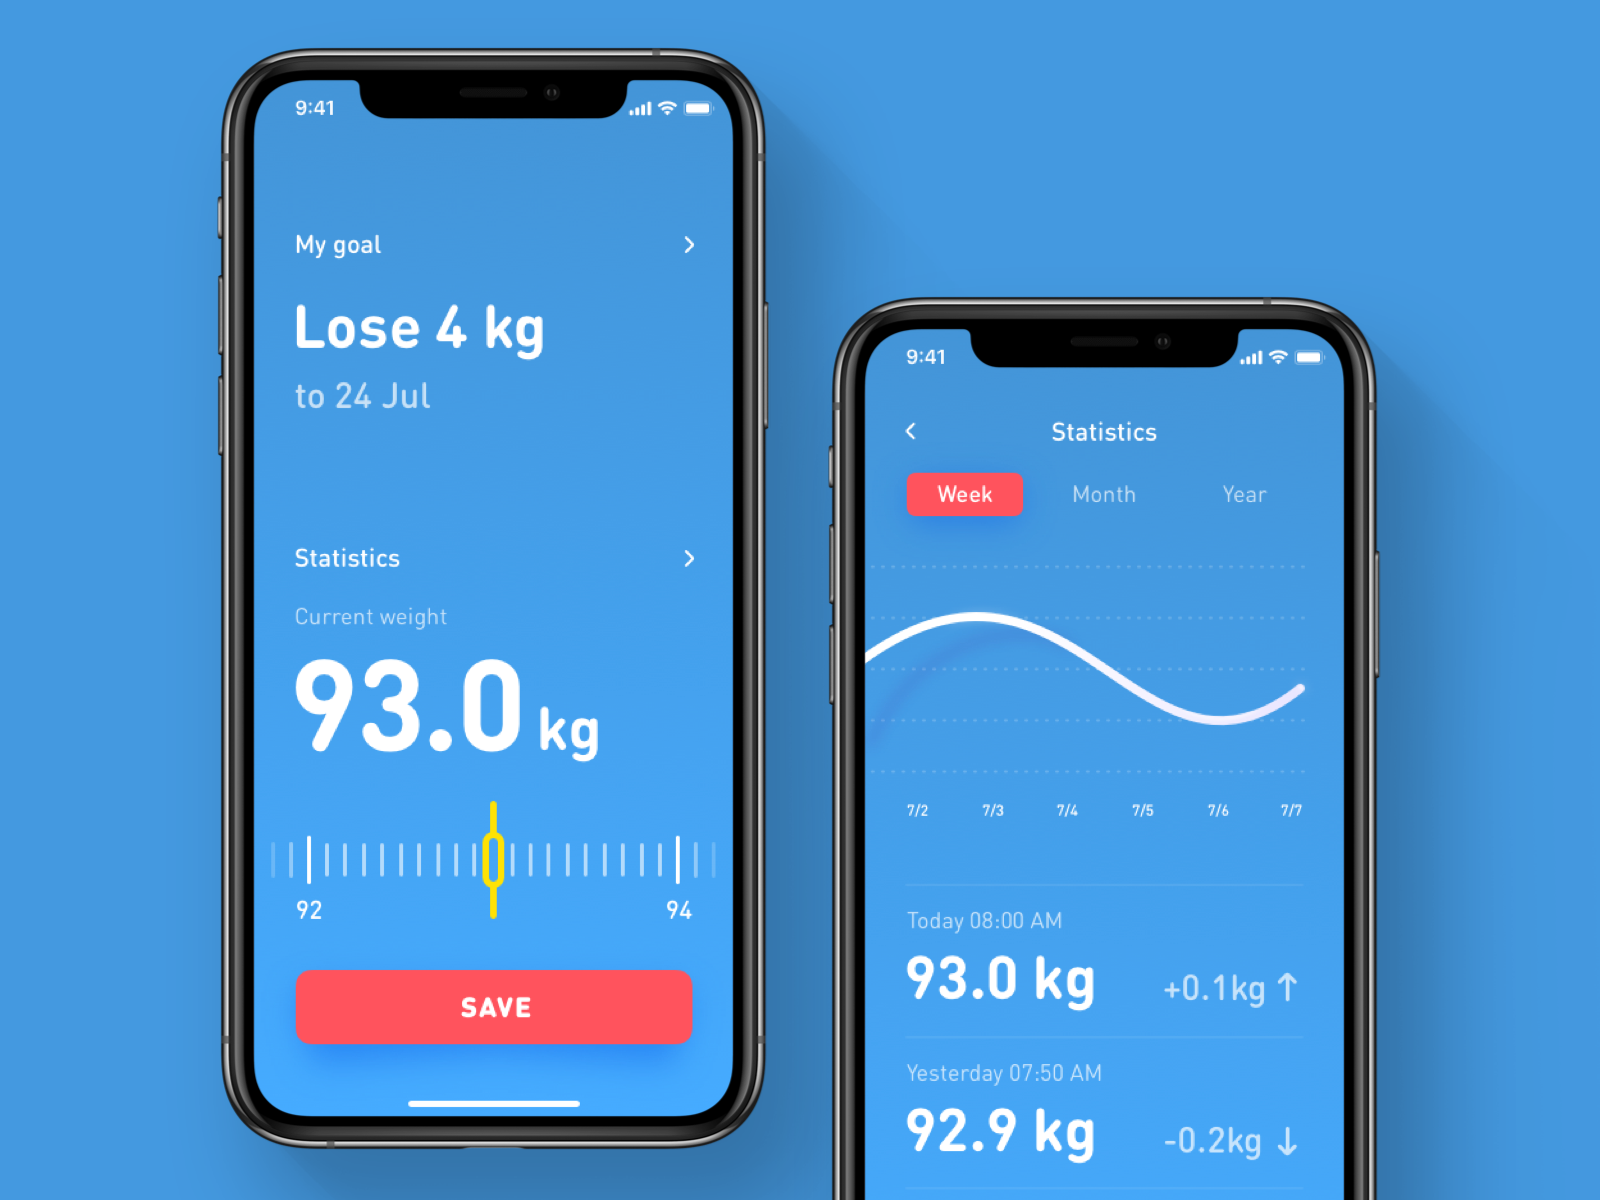 9:41
My goal
Lose 4 kg
to 24 Jul
Statistics
Current weight
93.0 kg
92 94
SAVE
9:41
Statistics
Week Month Year
7/2 7/3 7/4 7/5 7/6 7/7
Today 08:00 AM
93.0 kg +0.1kg ↑
Yesterday 07:50 AM
92.9 kg -0.2kg ↓